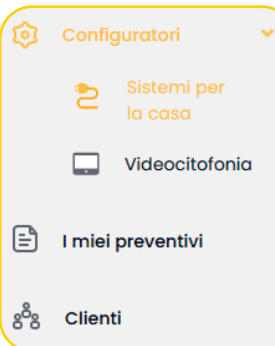 Configuratori
Sistemi per
la casa
Videocitofonia
I miei preventivi
Clienti